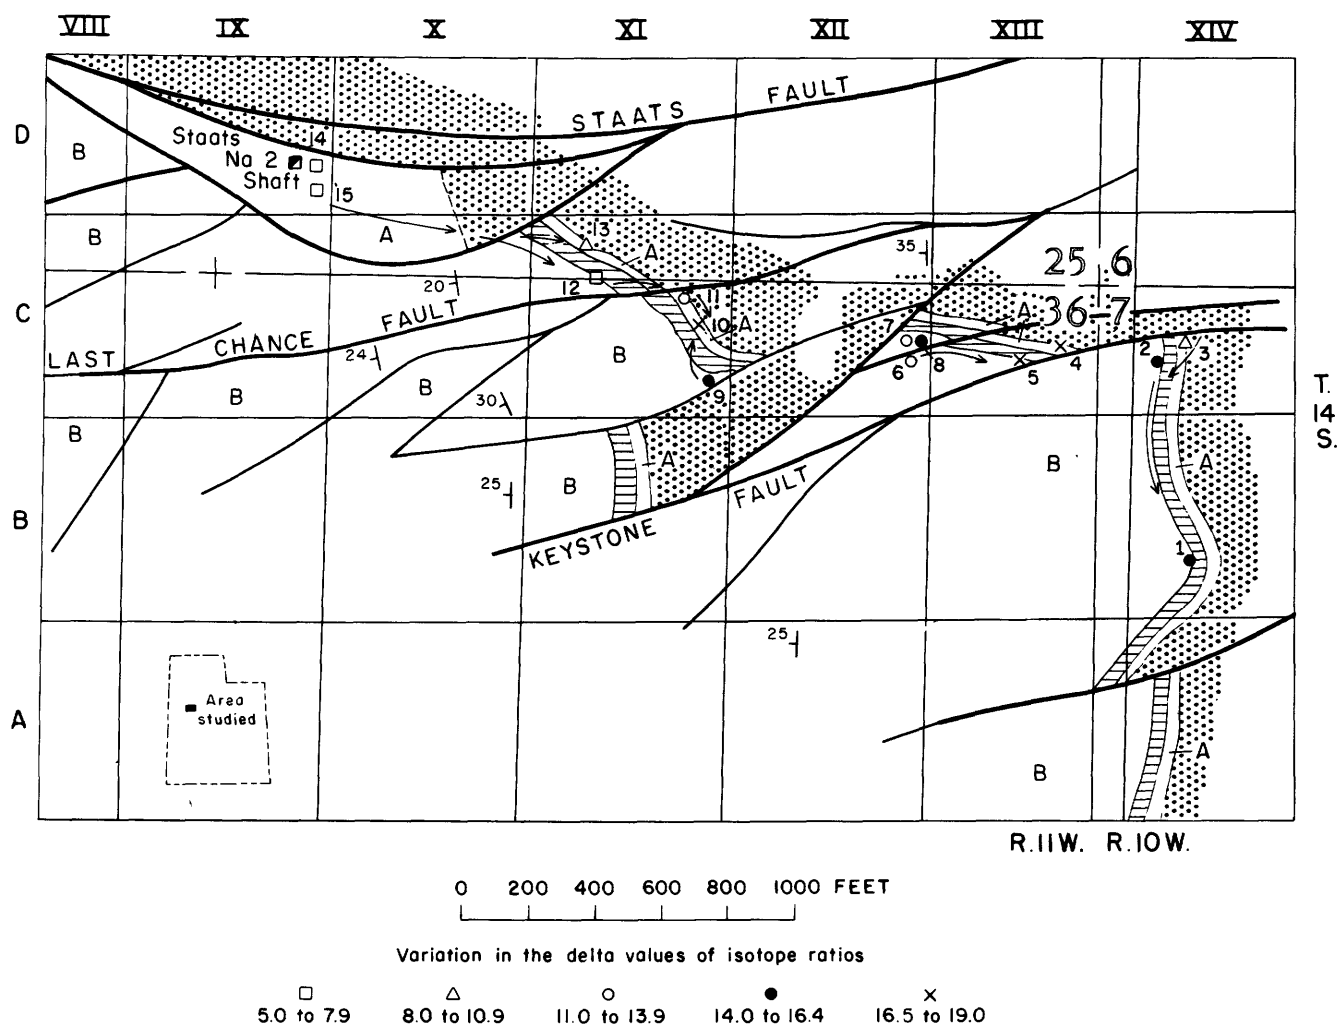 VIII IX X XI XII XIII XIV
D
C
B
A
STAATS FAULT
Staats
No 2
Shaft
14
15
B
B
A
13
A
12
11
10
A
9
20
35
25 6
36 7
A
7
6
8
5
4
2
3
LAST CHANCE FAULT
24
B
B
B
B
30
25
B
A
KEYSTONE FAULT
B
A
1
25
Area
studied
B
A
T.
14
S.
R.11W. R.10W.
0 200 400 600 800 1000 FEET
Variation in the delta values of isotope ratios
5.0 to 7.9 8.0 to 10.9 11.0 to 13.9 14.0 to 16.4 16.5 to 19.0